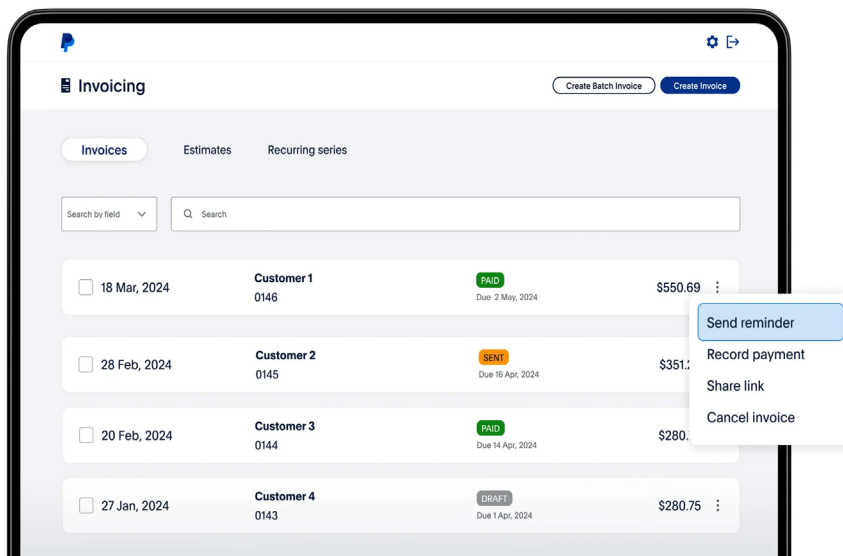 Invoicing
Create Batch Invoice
Create Invoice
Invoices
Estimates
Recurring series
Search by field
Search
18 Mar, 2024
Customer 1
0146
PAID
Due 2 May, 2024
$550.69
Send reminder
Record payment
Share link
Cancel invoice
28 Feb, 2024
Customer 2
0145
SENT
Due 16 Apr, 2024
20 Feb, 2024
Customer 3
0144
PAID
Due 14 Apr, 2024
27 Jan, 2024
Customer 4
0143
DRAFT
Due 1 Apr, 2024
$280.75